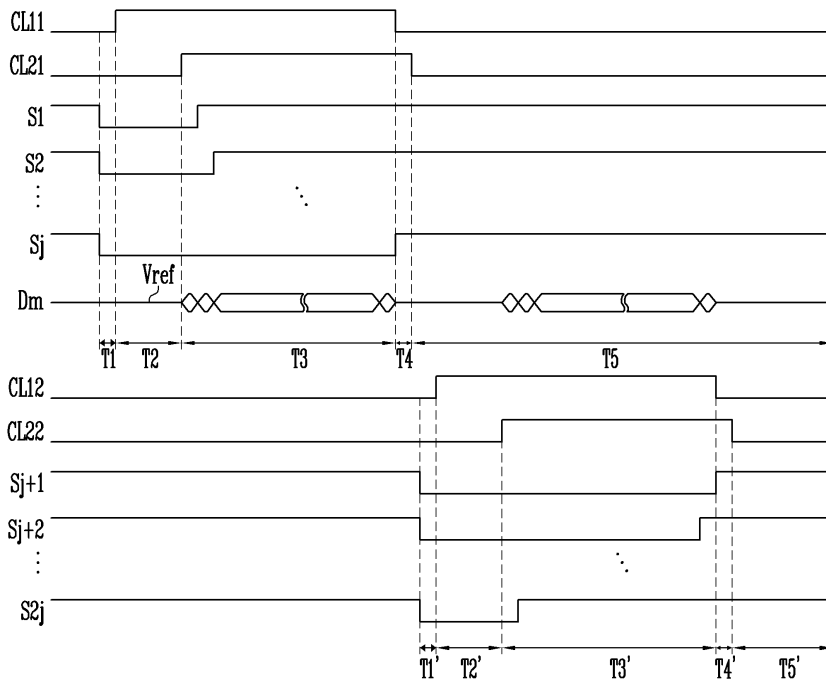 CL11
CL21
S1
S2
Sj
Vref
Dm
T1 T2 T3 T4 T5
CL12
CL22
Sj+1
Sj+2
S2j
T1' T2' T3' T4' T5'